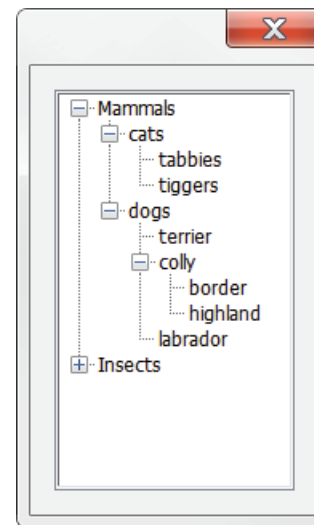 Mammals
cats
tabbies
tiggers
dogs
terrier
colly
border
highland
labrador
Insects